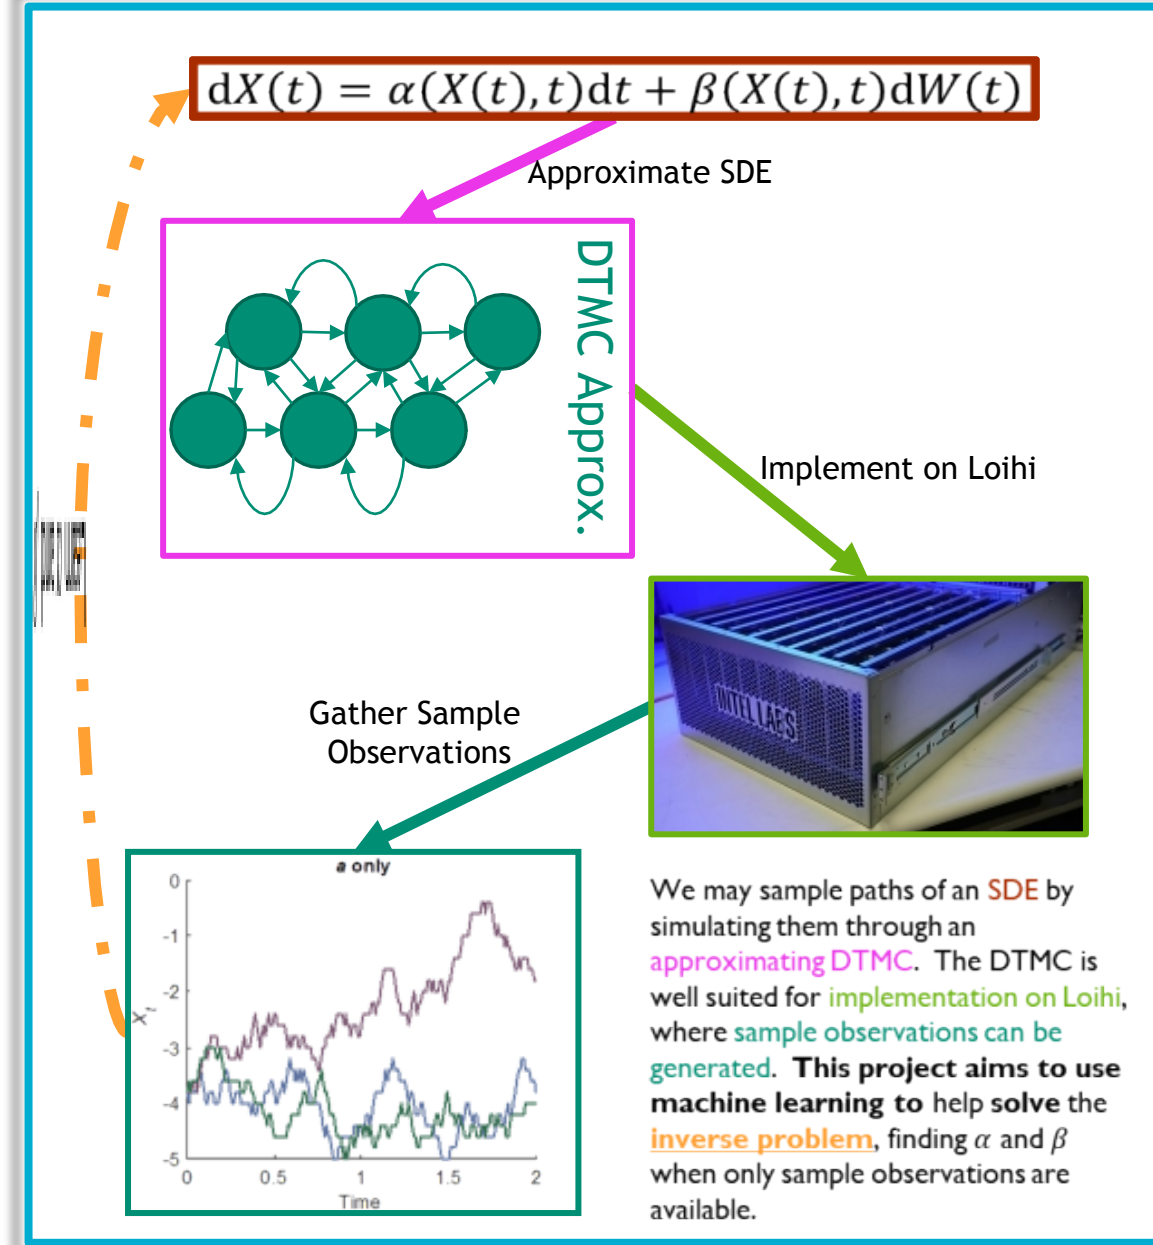 dX(t) = α(X(t), t)dt + β(X(t), t)dW(t)
Approximate SDE
DTMC Approx.
Implement on Loihi
INTEL LABS
Gather Sample
Observations
a only
0
-1
-2
-3
-4
-5
X_t
0
0.5
1
1.5
2
Time
We may sample paths of an SDE by
simulating them through an
approximating DTMC. The DTMC is
well suited for implementation on Loihi,
where sample observations can be
generated. This project aims to use
machine learning to help solve the
inverse problem, finding α and β
when only sample observations are
available.